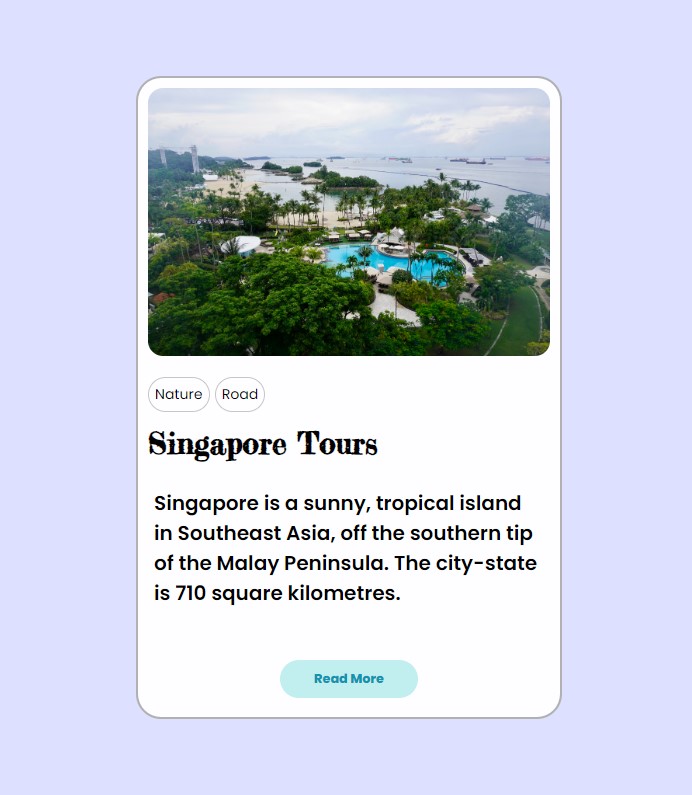 Nature Road
Singapore Tours
Singapore is a sunny, tropical island
in Southeast Asia, off the southern tip
of the Malay Peninsula. The city-state
is 710 square kilometres.
Read More